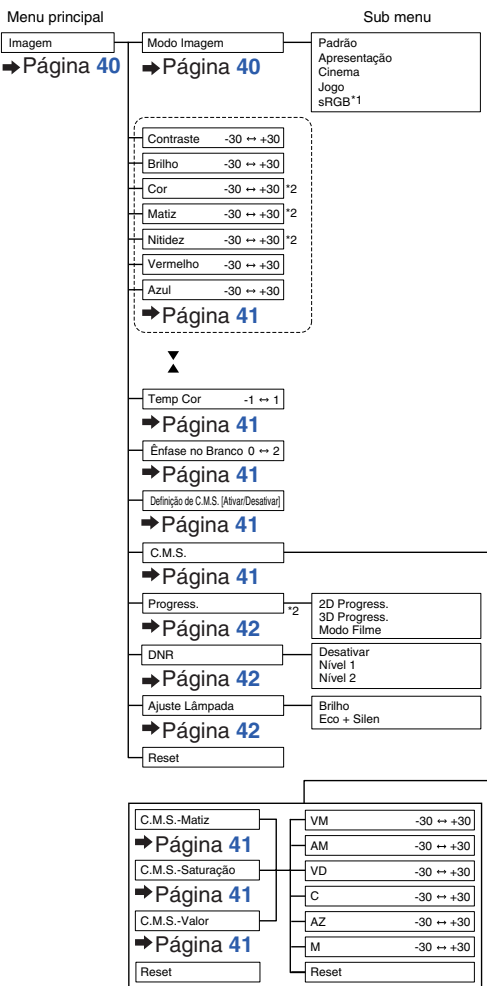 Menu principal
Sub menu
Imagem
➡Página 40
Modo Imagem
➡Página 40
Padrão
Apresentação
Cinema
Jogo
sRGB*1
Contraste -30 ↔ +30
Brilho -30 ↔ +30
Cor -30 ↔ +30 *2
Matiz -30 ↔ +30 *2
Nitidez -30 ↔ +30 *2
Vermelho -30 ↔ +30
Azul -30 ↔ +30
➡Página 41
Temp Cor -1 ↔ 1
➡Página 41
Ênfase no Branco 0 ↔ 2
➡Página 41
Definição de C.M.S. [Ativar/Desativar]
➡Página 41
C.M.S.
➡Página 41
Progress. *2
➡Página 42
2D Progress.
3D Progress.
Modo Filme
DNR
➡Página 42
Desativar
Nível 1
Nível 2
Ajuste Lâmpada
➡Página 42
Brilho
Eco + Silen
Reset
C.M.S.-Matiz
➡Página 41
C.M.S.-Saturação
➡Página 41
C.M.S.-Valor
➡Página 41
Reset
VM -30 ↔ +30
AM -30 ↔ +30
VD -30 ↔ +30
C -30 ↔ +30
AZ -30 ↔ +30
M -30 ↔ +30
Reset